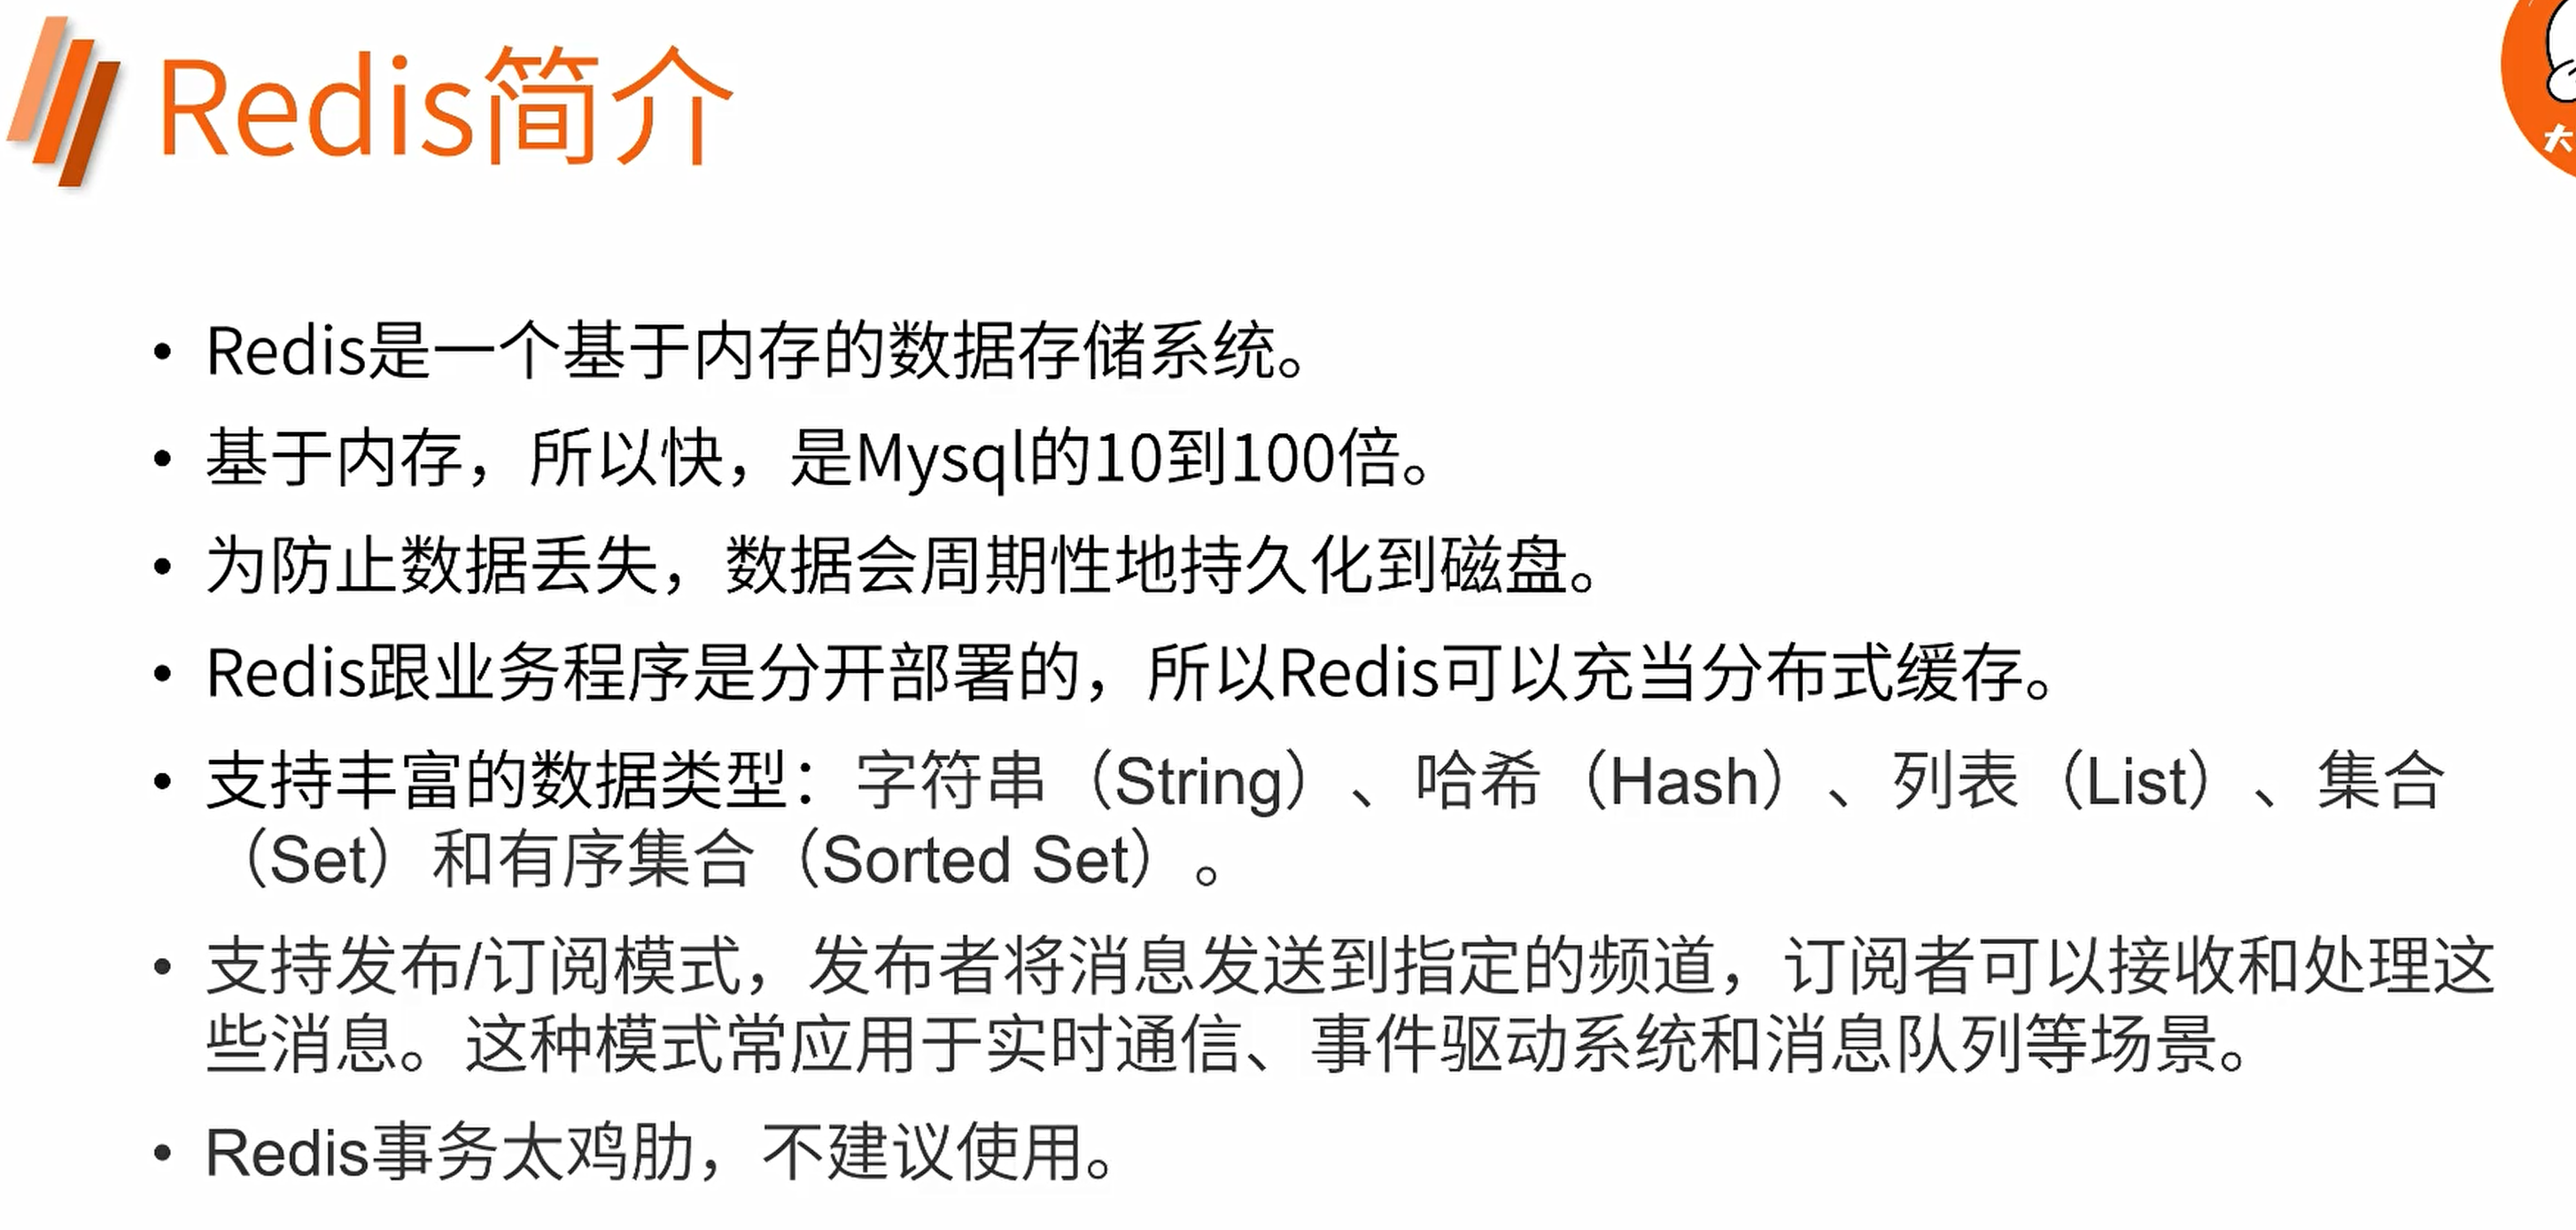 Redis简介
大
• Redis是一个基于内存的数据存储系统。
• 基于内存，所以快，是Mysql的10到100倍。
• 为防止数据丢失，数据会周期性地持久化到磁盘。
• Redis跟业务程序是分开部署的，所以Redis可以充当分布式缓存。
• 支持丰富的数据类型：字符串（String）、哈希（Hash）、列表（List）、集合
（Set）和有序集合（Sorted Set）。
• 支持发布/订阅模式，发布者将消息发送到指定的频道，订阅者可以接收和处理这
些消息。这种模式常应用于实时通信、事件驱动系统和消息队列等场景。
• Redis事务太鸡肋，不建议使用。